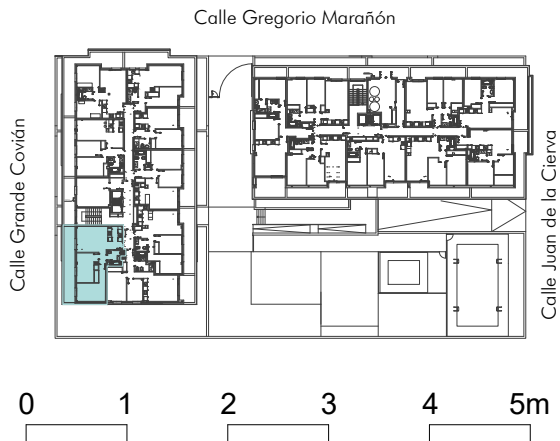 Calle Gregorio Marañón
Calle Grande Covián
Calle Juan de la Cierva
0 1 2 3 4 5m